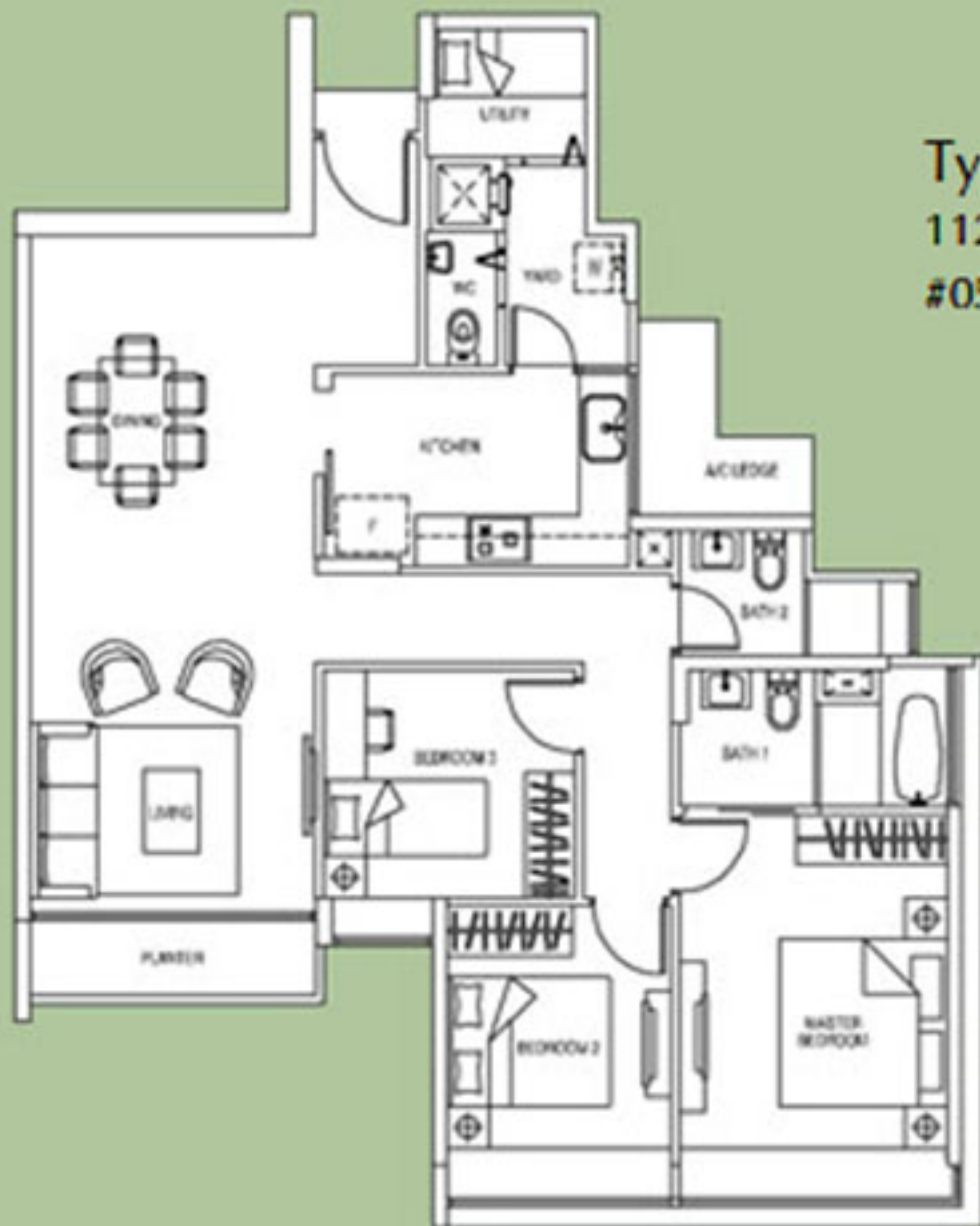 UTILITY
Ty
112
#05
WC
YARD
W
DINING
KITCHEN
A/C LEDGE
F
BATH 2
BEDROOM 3
BATH 1
LIVING
PLANTER
MASTER
BEDROOM
BEDROOM 2